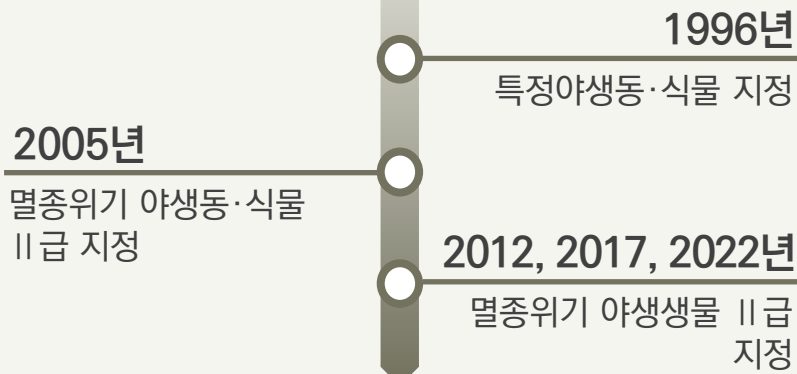 1996년
특정야생동·식물 지정
2005년
멸종위기 야생동·식물
Ⅱ급 지정
2012, 2017, 2022년
멸종위기 야생생물 Ⅱ급
지정